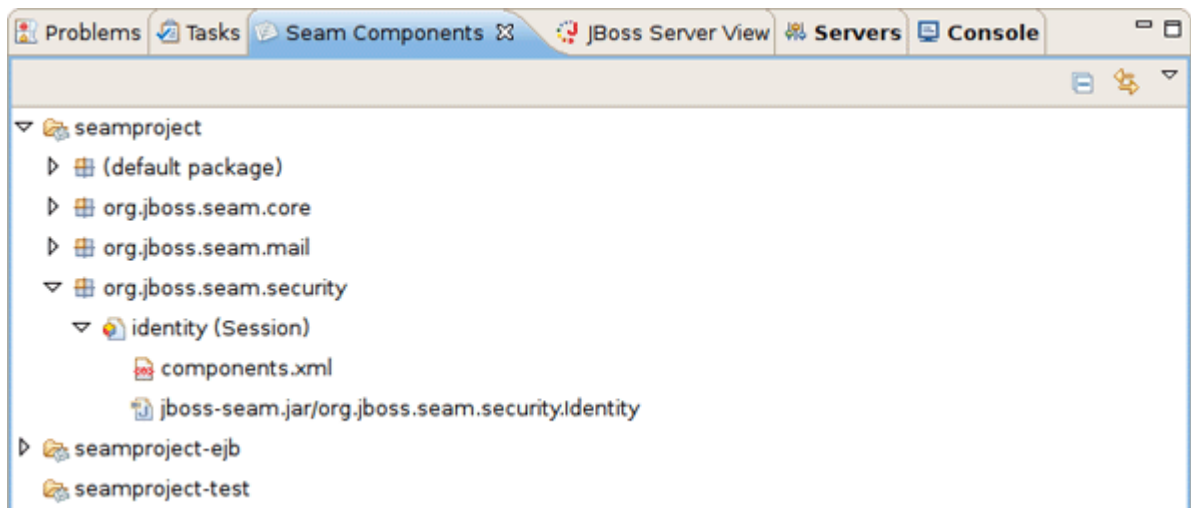 Problems Tasks Seam Components JBoss Server View Servers Console
seamproject
(default package)
org.jboss.seam.core
org.jboss.seam.mail
org.jboss.seam.security
identity (Session)
components.xml
jboss-seam.jar/org.jboss.seam.security.Identity
seamproject-ejb
seamproject-test